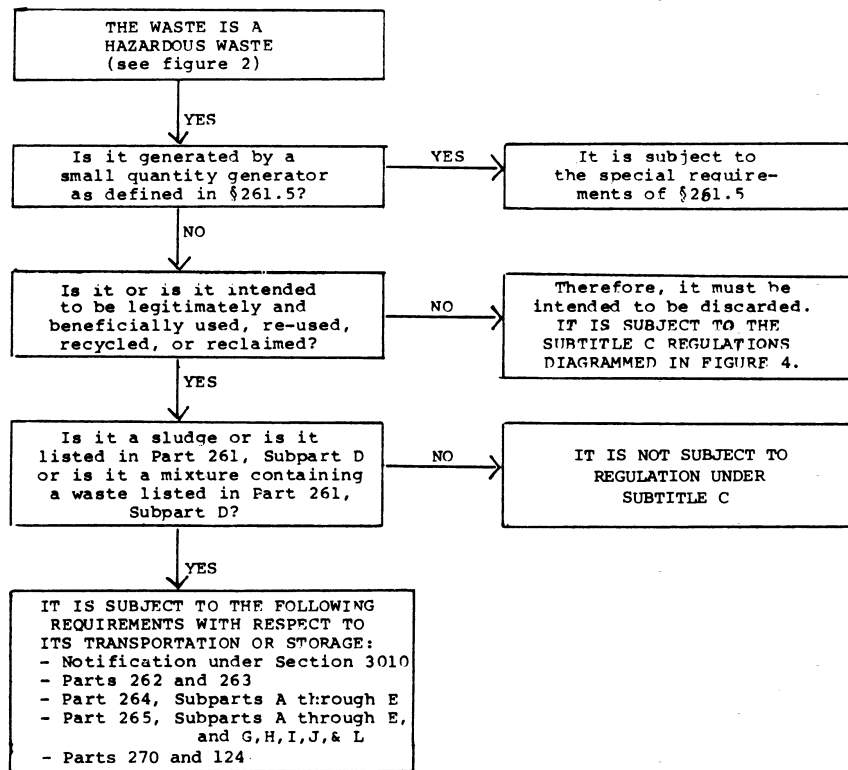 THE WASTE IS A
HAZARDOUS WASTE
(see figure 2)
YES
Is it generated by a
small quantity generator
as defined in §261.5?
YES
It is subject to
the special require-
ments of §261.5
NO
Is it or is it intended
to be legitimately and
beneficially used, re-used,
recycled, or reclaimed?
NO
Therefore, it must be
intended to be discarded.
IT IS SUBJECT TO THE
SUBTITLE C REGULATIONS
DIAGRAMMED IN FIGURE 4.
YES
Is it a sludge or is it
listed in Part 261, Subpart D
or is it a mixture containing
a waste listed in Part 261,
Subpart D?
NO
IT IS NOT SUBJECT TO
REGULATION UNDER
SUBTITLE C
YES
IT IS SUBJECT TO THE FOLLOWING
REQUIREMENTS WITH RESPECT TO
ITS TRANSPORTATION OR STORAGE:
- Notification under Section 3010
- Parts 262 and 263
- Part 264, Subparts A through E
- Part 265, Subparts A through E,
and G,H,I,J,& L
- Parts 270 and 124